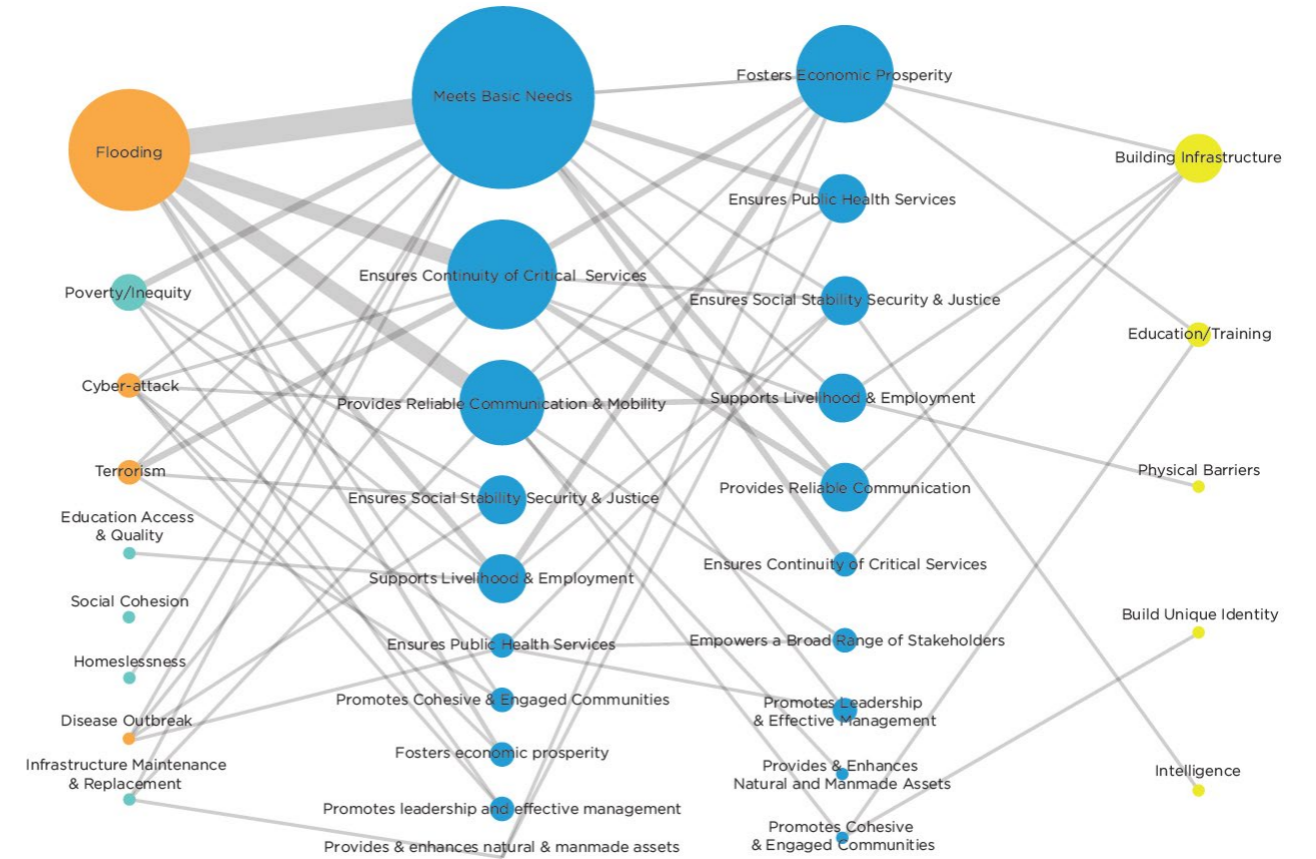 Flooding
Poverty/Inequity
Cyber-attack
Terrorism
Education Access
& Quality
Social Cohesion
Homeslessness
Disease Outbreak
Infrastructure Maintenance
& Replacement
Meets Basic Needs
Ensures Continuity of Critical Services
Provides Reliable Communication & Mobility
Ensures Social Stability Security & Justice
Supports Livelihood & Employment
Ensures Public Health Services
Promotes Cohesive & Engaged Communities
Fosters economic prosperity
Promotes leadership and effective management
Provides & enhances natural & manmade assets
Fosters Economic Prosperity
Ensures Public Health Services
Ensures Social Stability Security & Justice
Supports Livelihood & Employment
Provides Reliable Communication
Ensures Continuity of Critical Services
Empowers a Broad Range of Stakeholders
Promotes Leadership
& Effective Management
Provides & Enhances
Natural and Manmade Assets
Promotes Cohesive
& Engaged Communities
Building Infrastructure
Education/Training
Physical Barriers
Build Unique Identity
Intelligence